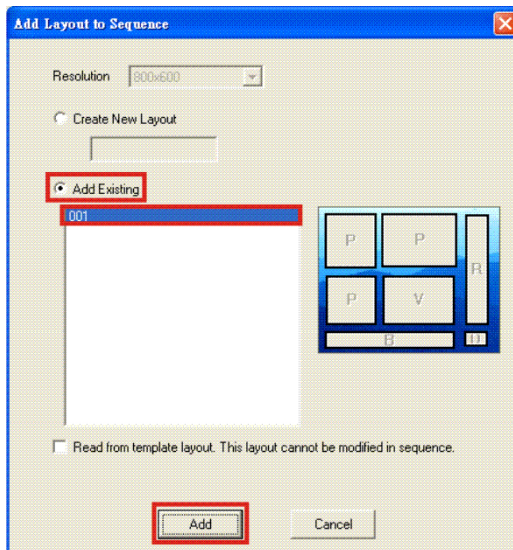 Add Layout to Sequence
Resolution 800x600
Create New Layout
Add Existing
001
P P
R
P V
B
Read from template layout. This layout cannot be modified in sequence.
Add Cancel